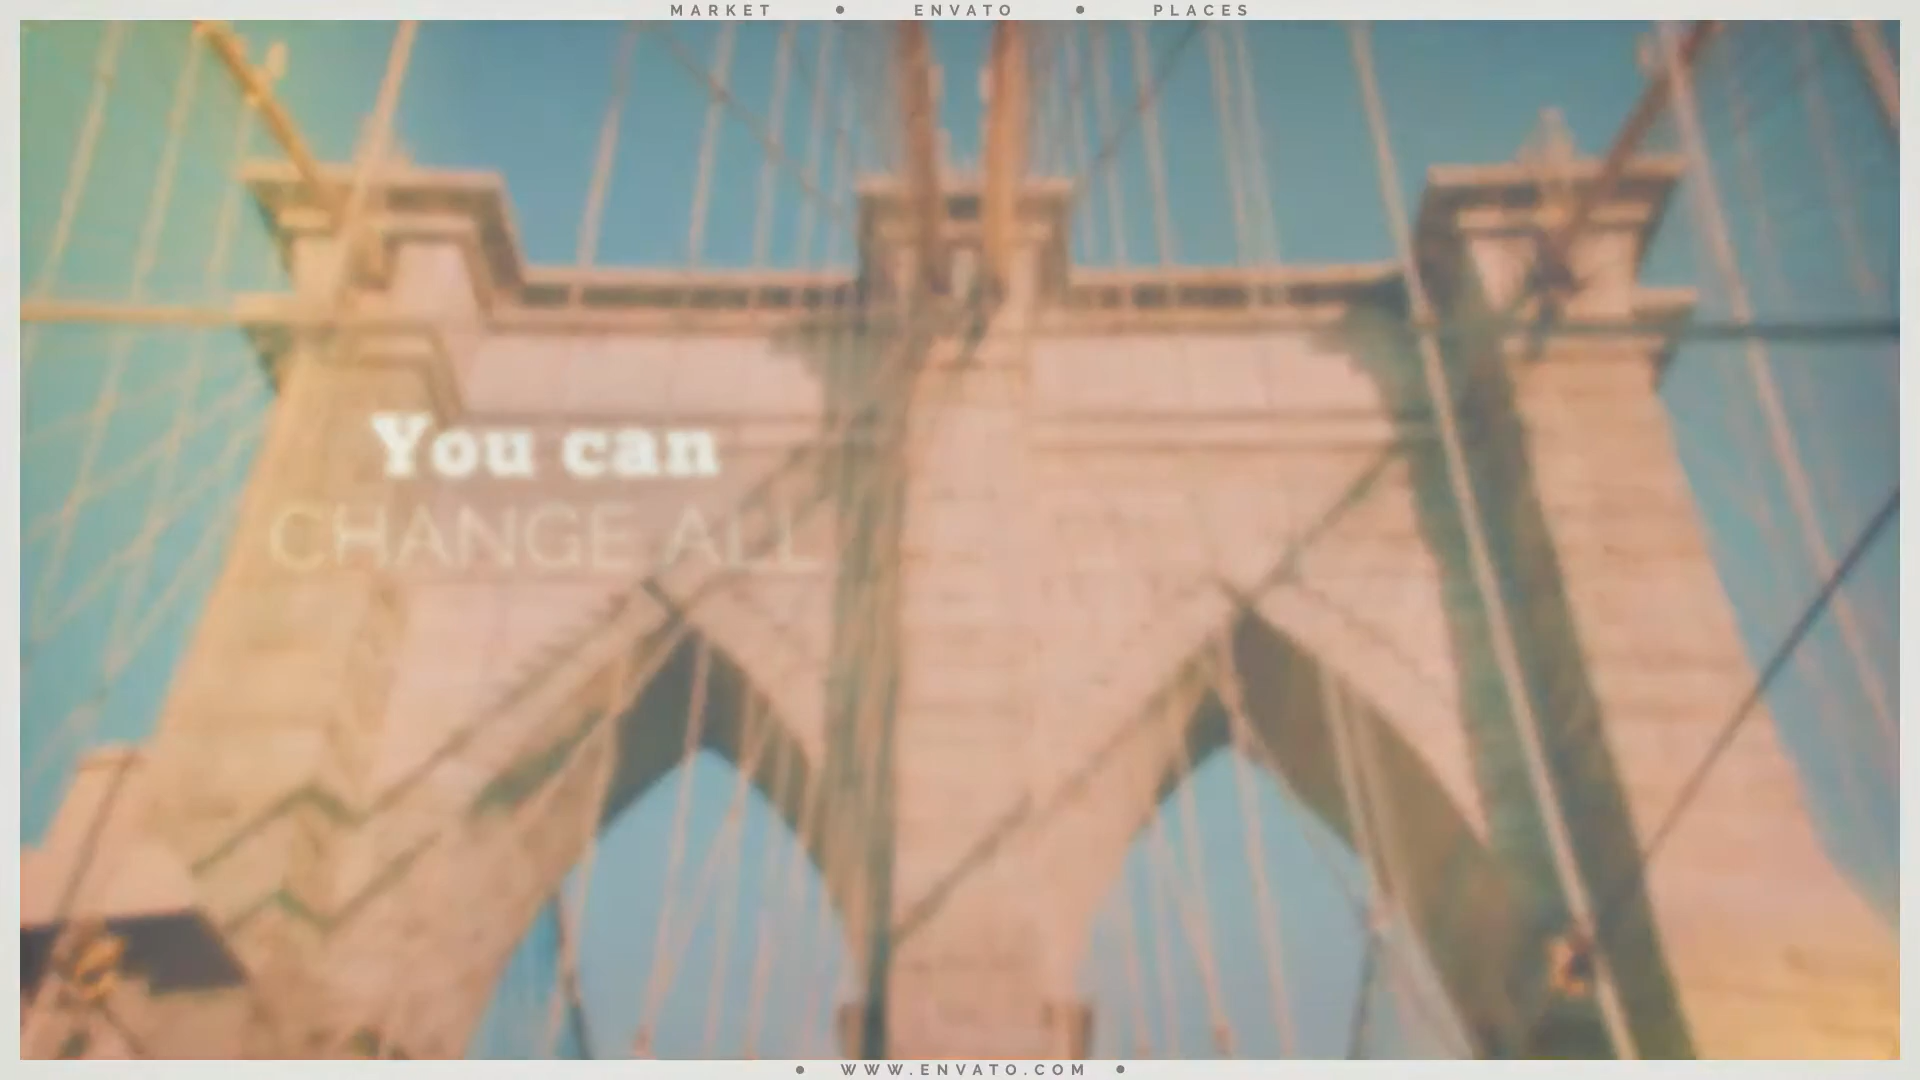 MARKET • ENVATO • PLACES
You can
CHANGE ALL
• WWW.ENVATO.COM •